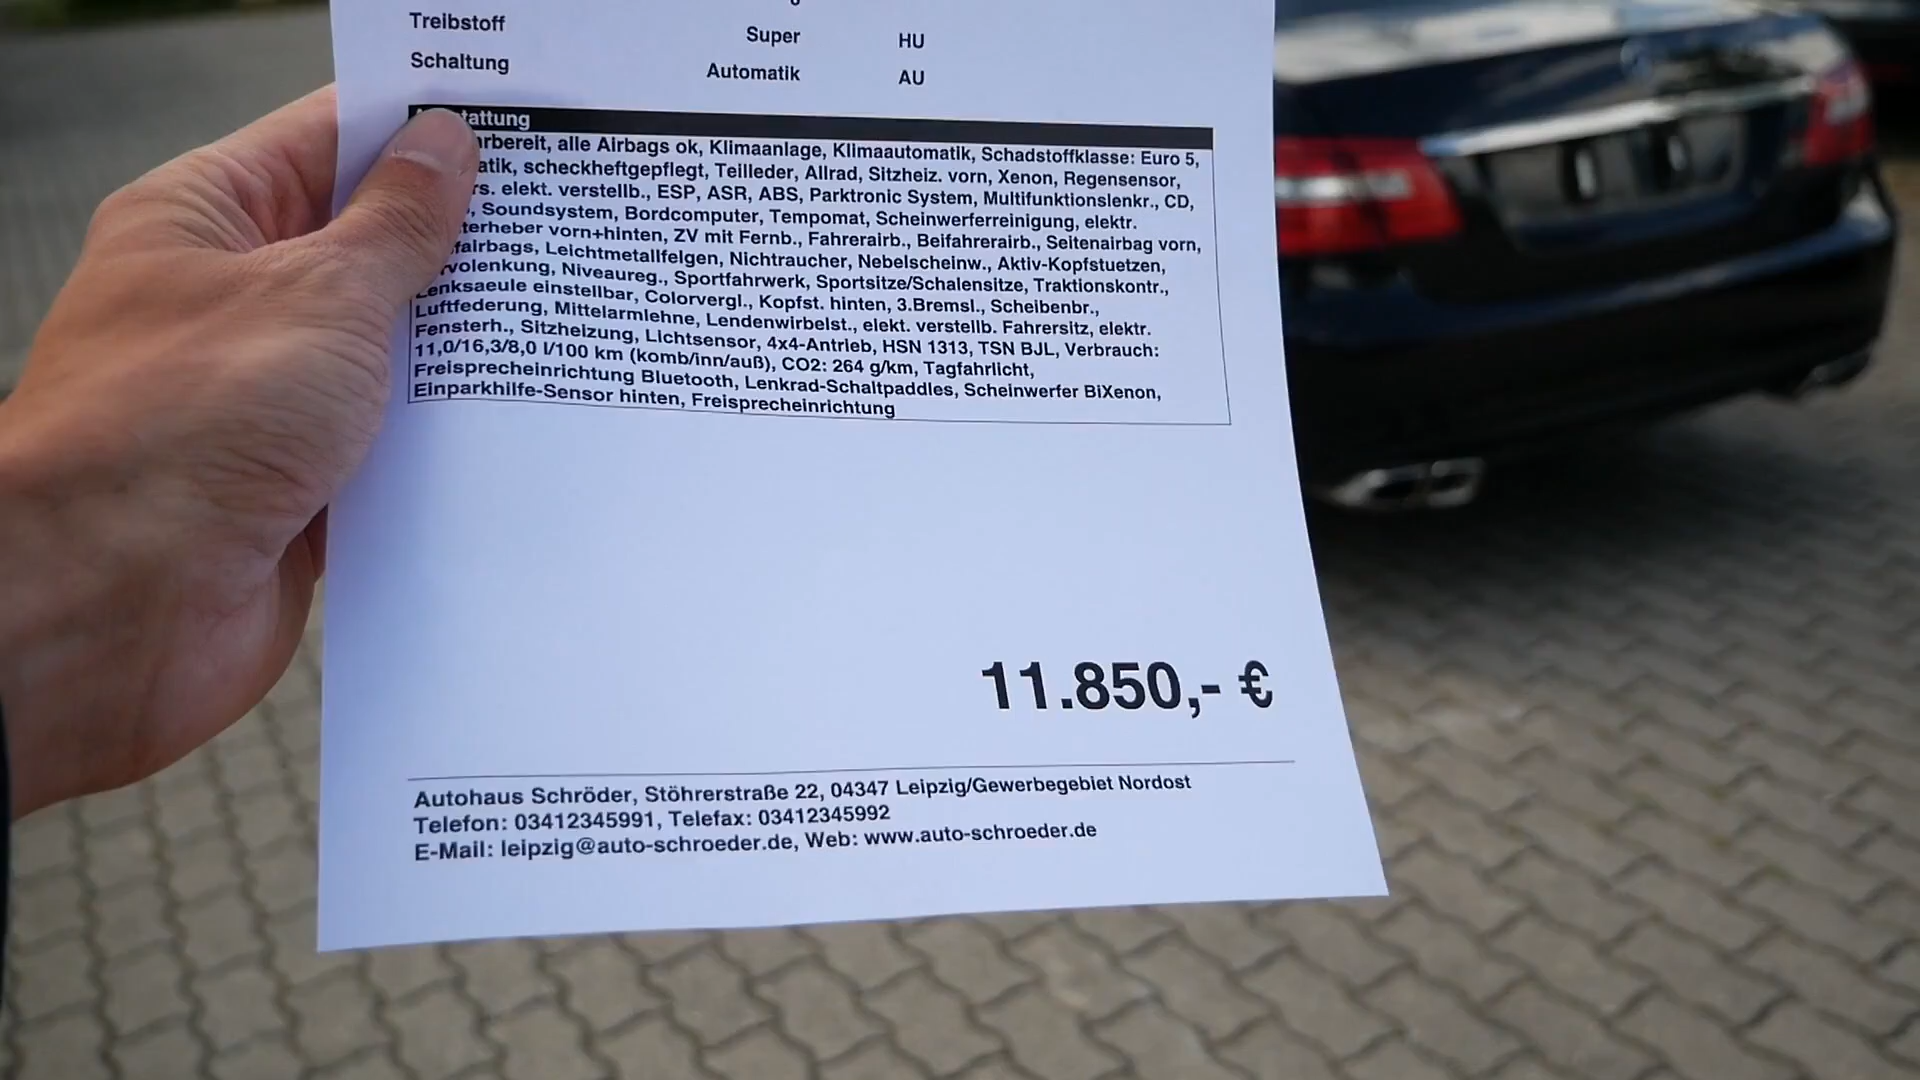 Treibstoff Super HU
Schaltung Automatik AU
tattung
rbereit, alle Airbags ok, Klimaanlage, Klimaautomatik, Schadstoffklasse: Euro 5,
atik, scheckheftgepflegt, Teilleder, Allrad, Sitzheiz. vorn, Xenon, Regensensor,
rs. elekt. verstellb., ESP, ASR, ABS, Parktronic System, Multifunktionslenkr., CD,
, Soundsystem, Bordcomputer, Tempomat, Scheinwerferreinigung, elektr.
terheber vorn+hinten, ZV mit Fernb., Fahrerairb., Beifahrerairb., Seitenairbag vorn,
fairbags, Leichtmetallfelgen, Nichtraucher, Nebelscheinw., Aktiv-Kopfstuetzen,
rvolenkung, Niveaureg., Sportfahrwerk, Sportsitze/Schalensitze, Traktionskontr.,
Lenksaeule einstellbar, Colorvergl., Kopfst. hinten, 3.Bremsl., Scheibenbr.,
Luftfederung, Mittelarmlehne, Lendenwirbelst., elekt. verstellb. Fahrersitz, elektr.
Fensterh., Sitzheizung, Lichtsensor, 4x4-Antrieb, HSN 1313, TSN BJL, Verbrauch:
11,0/16,3/8,0 l/100 km (komb/inn/auß), CO2: 264 g/km, Tagfahrlicht,
Freisprecheinrichtung Bluetooth, Lenkrad-Schaltpaddles, Scheinwerfer BiXenon,
Einparkhilfe-Sensor hinten, Freisprecheinrichtung
11.850,- €
Autohaus Schröder, Stöhrerstraße 22, 04347 Leipzig/Gewerbegebiet Nordost
Telefon: 03412345991, Telefax: 03412345992
E-Mail: leipzig@auto-schroeder.de, Web: www.auto-schroeder.de